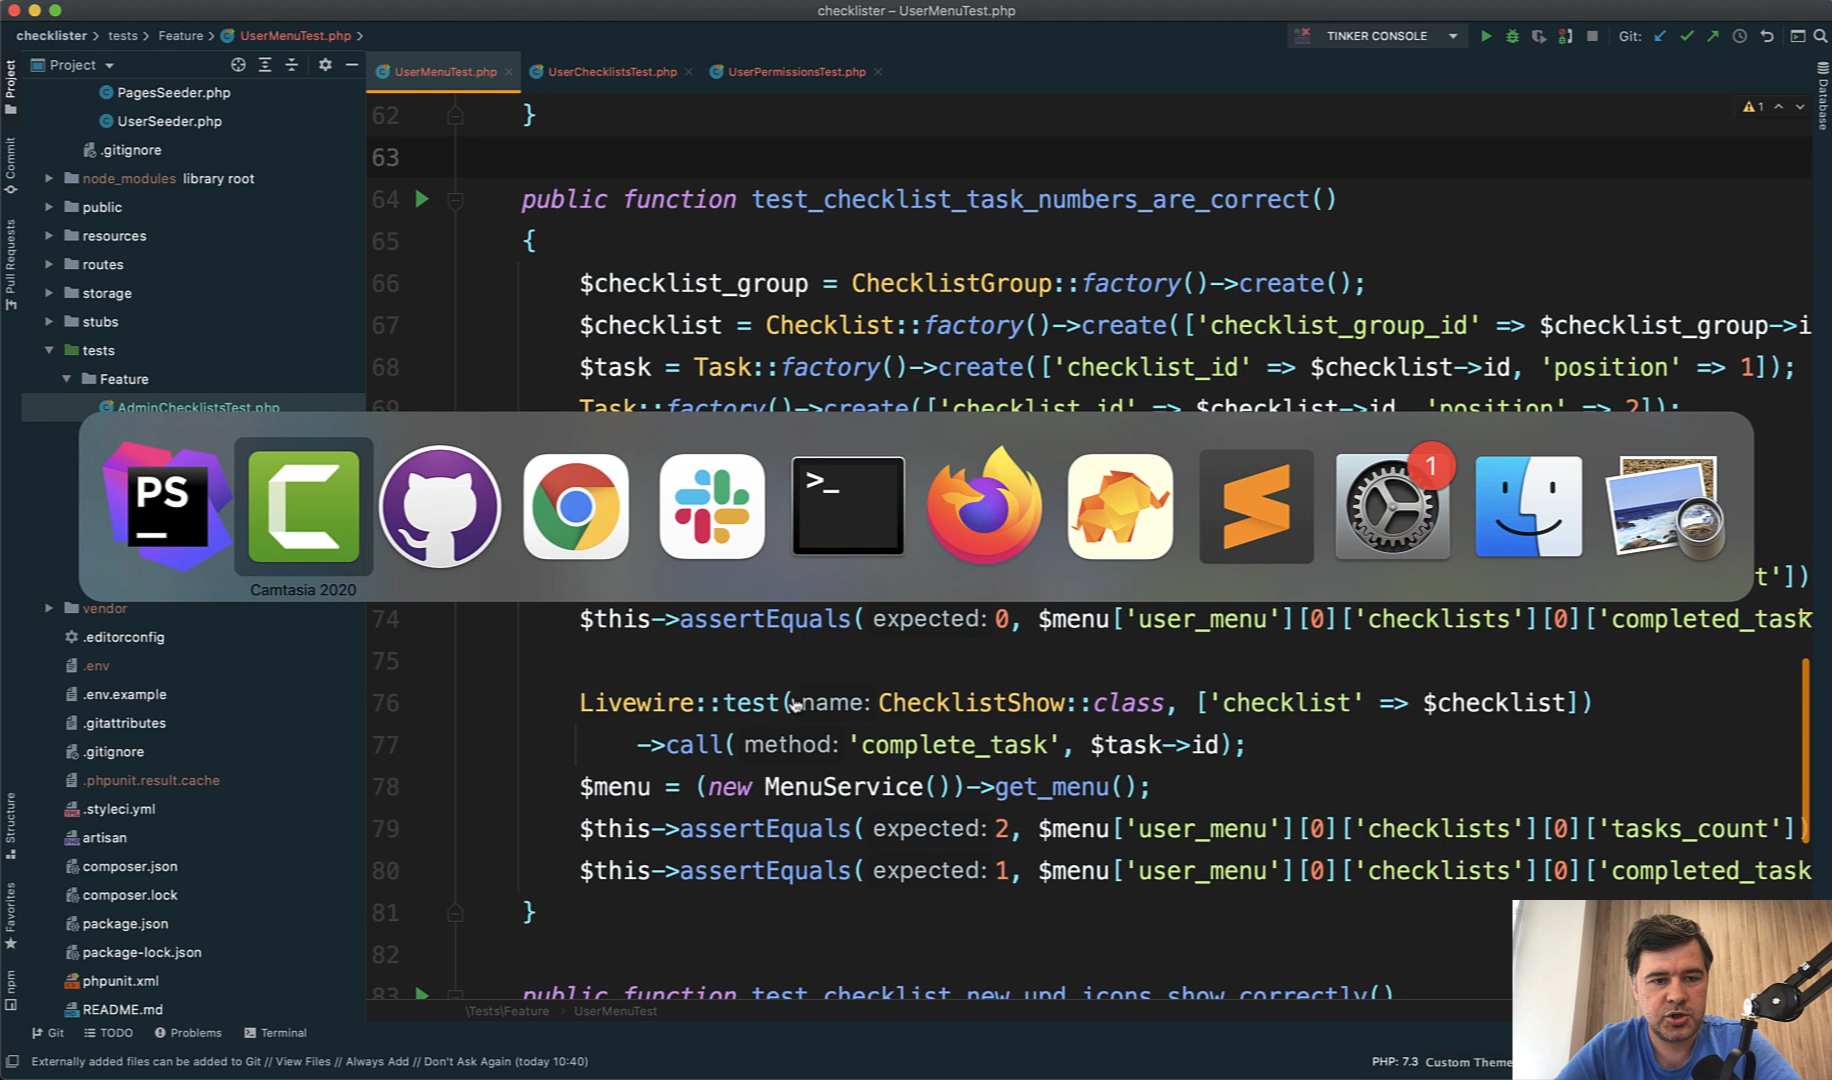 checklister – UserMenuTest.php
checklister > tests > Feature > UserMenuTest.php >
TINKER CONSOLE
Git:
Project
UserMenuTest.php
UserChecklistsTest.php
UserPermissionsTest.php
Project
Commit
Pull Requests
Structure
Favorites
npm
Database
PagesSeeder.php
UserSeeder.php
.gitignore
node_modules library root
public
resources
routes
storage
stubs
tests
Feature
AdminChecklistsTest.php
vendor
.editorconfig
.env
.env.example
.gitattributes
.gitignore
.phpunit.result.cache
.styleci.yml
artisan
composer.json
composer.lock
package.json
package-lock.json
phpunit.xml
README.md
1
62 }
63
64 public function test_checklist_task_numbers_are_correct()
65 {
66 $checklist_group = ChecklistGroup::factory()->create();
67 $checklist = Checklist::factory()->create(['checklist_group_id' => $checklist_group->i
68 $task = Task::factory()->create(['checklist_id' => $checklist->id, 'position' => 1]);
69 Task::factory()->create(['checklist_id' => $checklist->id, 'position' => 2]);
PS
>_
1
Camtasia 2020
t'])
74 $this->assertEquals( expected: 0, $menu['user_menu'][0]['checklists'][0]['completed_task
75
76 Livewire::test( name: ChecklistShow::class, ['checklist' => $checklist])
77 ->call( method: 'complete_task', $task->id);
78 $menu = (new MenuService())->get_menu();
79 $this->assertEquals( expected: 2, $menu['user_menu'][0]['checklists'][0]['tasks_count'])
80 $this->assertEquals( expected: 1, $menu['user_menu'][0]['checklists'][0]['completed_task
81 }
82
83 public function test_checklist_new_upd_icons_show_correctly()
\Tests\Feature > UserMenuTest
Git
TODO
Problems
Terminal
Externally added files can be added to Git // View Files // Always Add // Don't Ask Again (today 10:40)
PHP: 7.3
Custom Theme